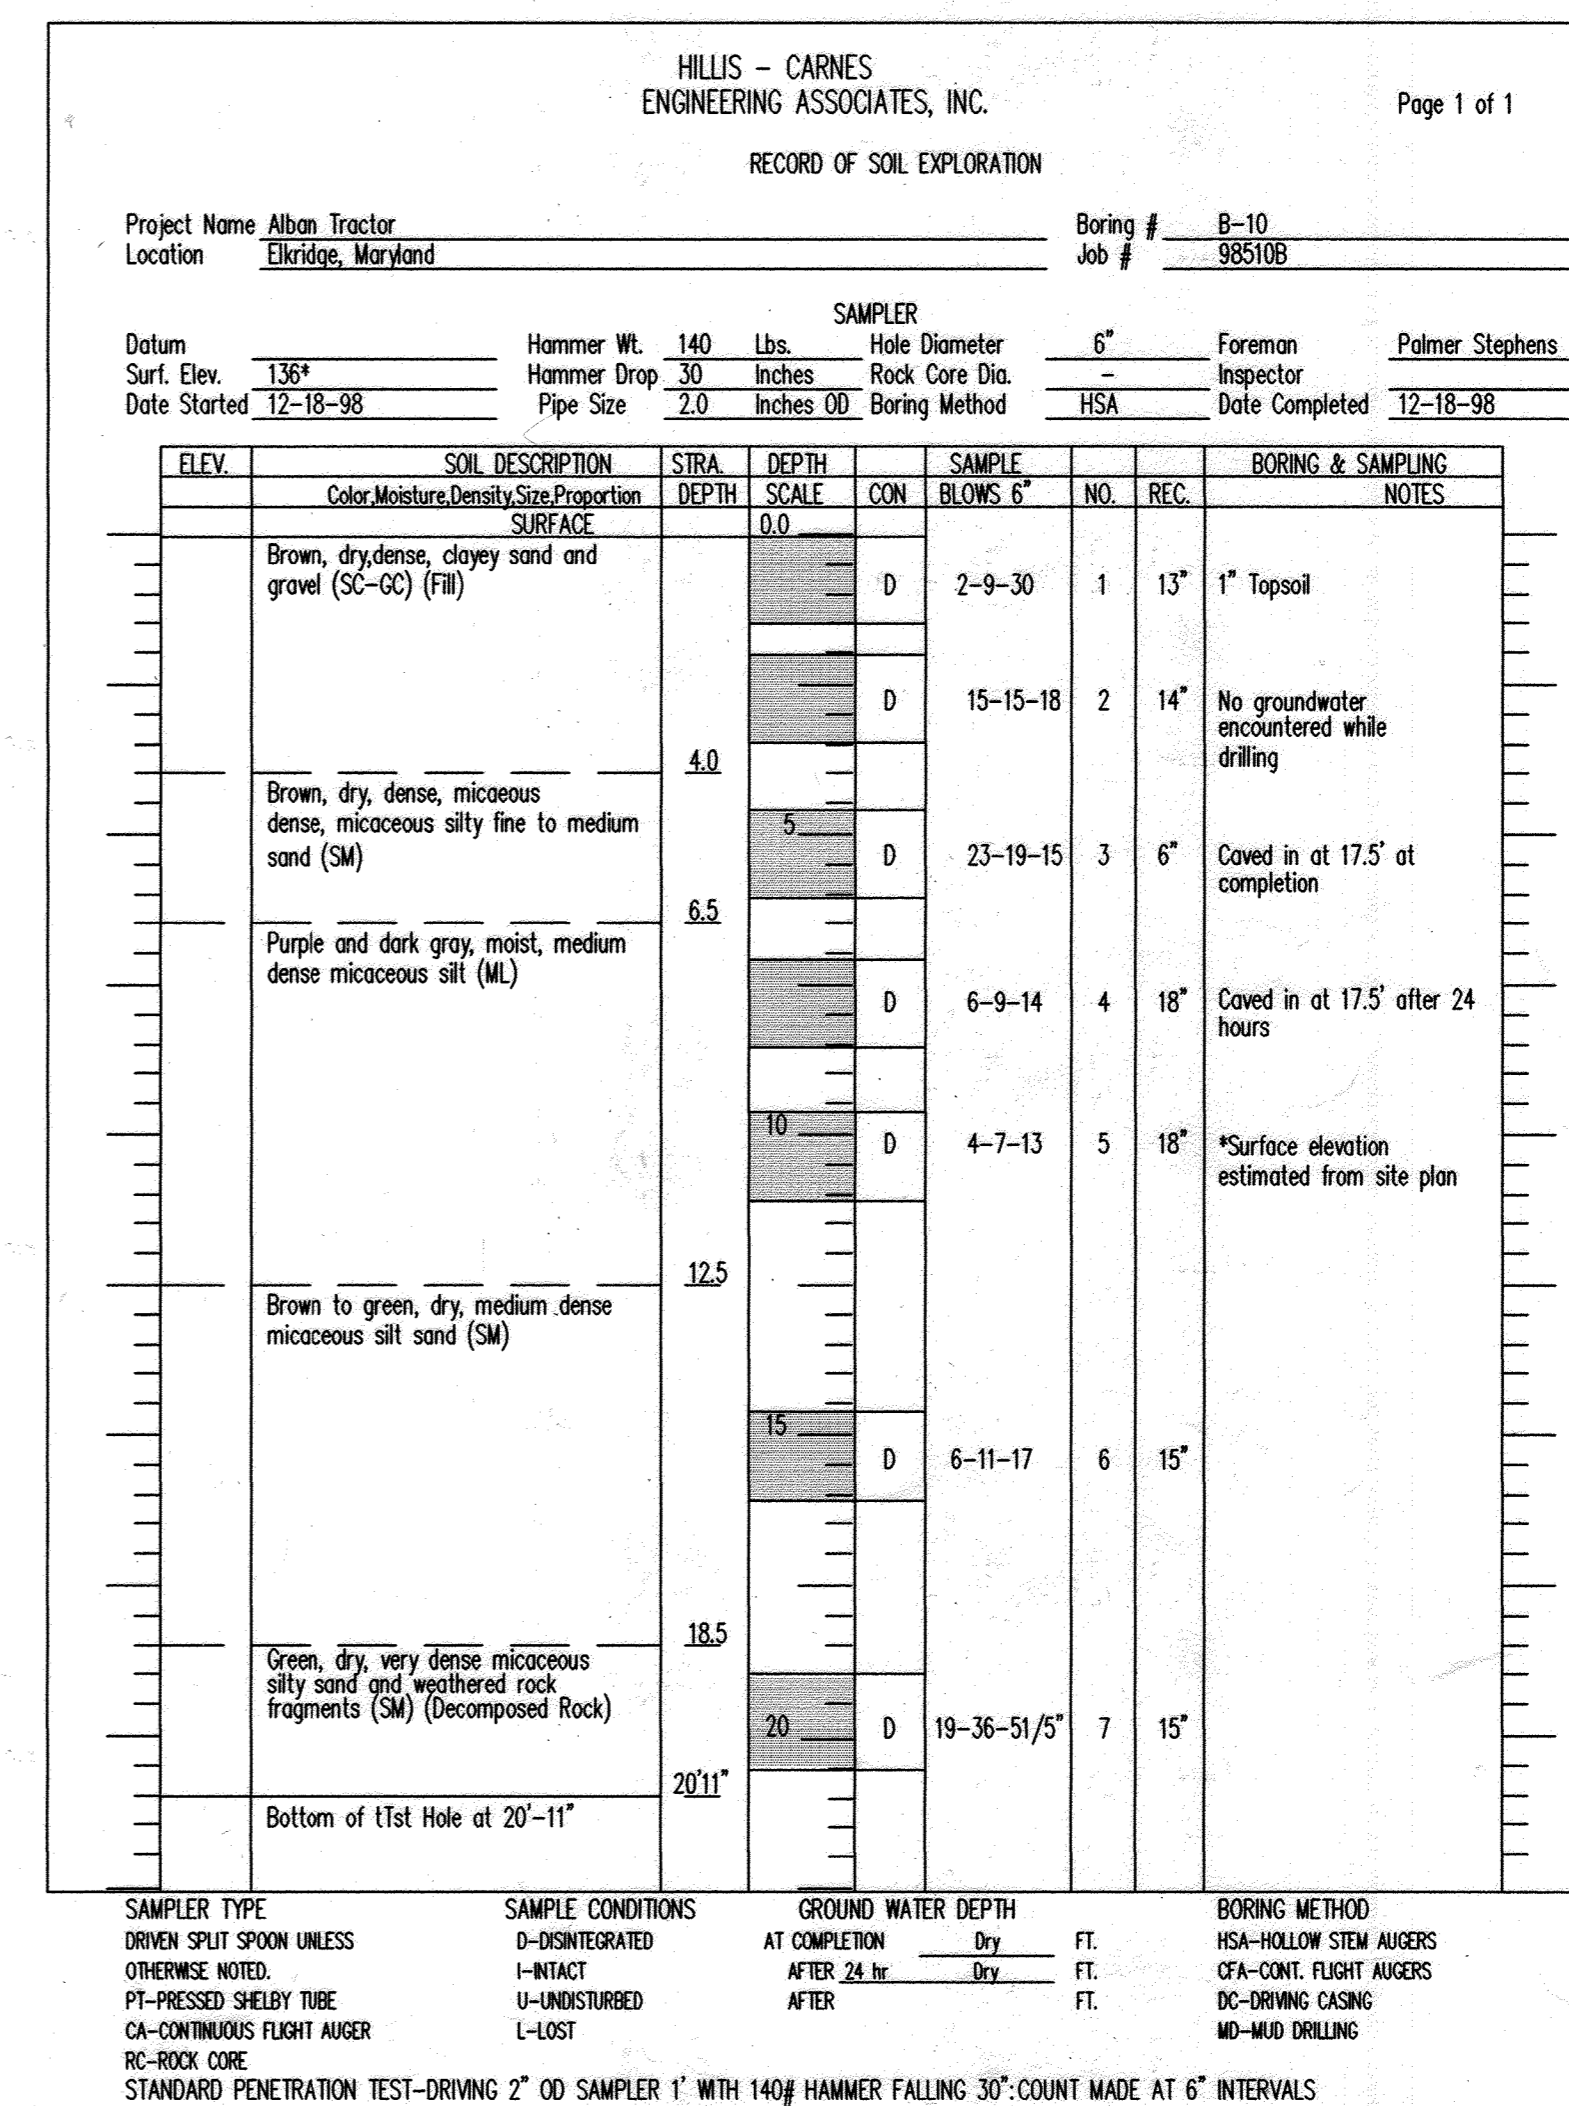 HILLIS - CARNES
ENGINEERING ASSOCIATES, INC.
Page 1 of 1
RECORD OF SOIL EXPLORATION
Project Name Alban Tractor Boring # B-10
Location Elkridge, Maryland Job # 98510B
SAMPLER
Datum Hammer Wt. 140 Lbs. Hole Diameter 6" Foreman Palmer Stephens
Surf. Elev. 136* Hammer Drop 30 Inches Rock Core Dia. - Inspector
Date Started 12-18-98 Pipe Size 2.0 Inches OD Boring Method HSA Date Completed 12-18-98
ELEV. SOIL DESCRIPTION STRA. DEPTH SAMPLE BORING & SAMPLING
Color,Moisture,Density,Size,Proportion DEPTH SCALE CON BLOWS 6" NO. REC. NOTES
SURFACE 0.0
Brown, dry,dense, clayey sand and
gravel (SC-GC) (Fill) D 2-9-30 1 13" 1" Topsoil
D 15-15-18 2 14" No groundwater
encountered while
4.0 drilling
Brown, dry, dense, micaeous
dense, micaceous silty fine to medium 5
sand (SM) D 23-19-15 3 6" Caved in at 17.5' at
completion
6.5
Purple and dark gray, moist, medium
dense micaceous silt (ML)
D 6-9-14 4 18" Caved in at 17.5' after 24
hours
10
D 4-7-13 5 18" *Surface elevation
estimated from site plan
12.5
Brown to green, dry, medium dense
micaceous silt sand (SM)
15
D 6-11-17 6 15"
18.5
Green, dry, very dense micaceous
silty sand and weathered rock
fragments (SM) (Decomposed Rock)
20 D 19-36-51/5" 7 15"
20'11"
Bottom of tTst Hole at 20'-11"
SAMPLER TYPE SAMPLE CONDITIONS GROUND WATER DEPTH BORING METHOD
DRIVEN SPLIT SPOON UNLESS D-DISINTEGRATED AT COMPLETION Dry FT. HSA-HOLLOW STEM AUGERS
OTHERWISE NOTED. I-INTACT AFTER 24 hr Dry FT. CFA-CONT. FLIGHT AUGERS
PT-PRESSED SHELBY TUBE U-UNDISTURBED AFTER FT. DC-DRIVING CASING
CA-CONTINUOUS FLIGHT AUGER L-LOST MD-MUD DRILLING
RC-ROCK CORE
STANDARD PENETRATION TEST-DRIVING 2" OD SAMPLER 1' WITH 140# HAMMER FALLING 30":COUNT MADE AT 6" INTERVALS